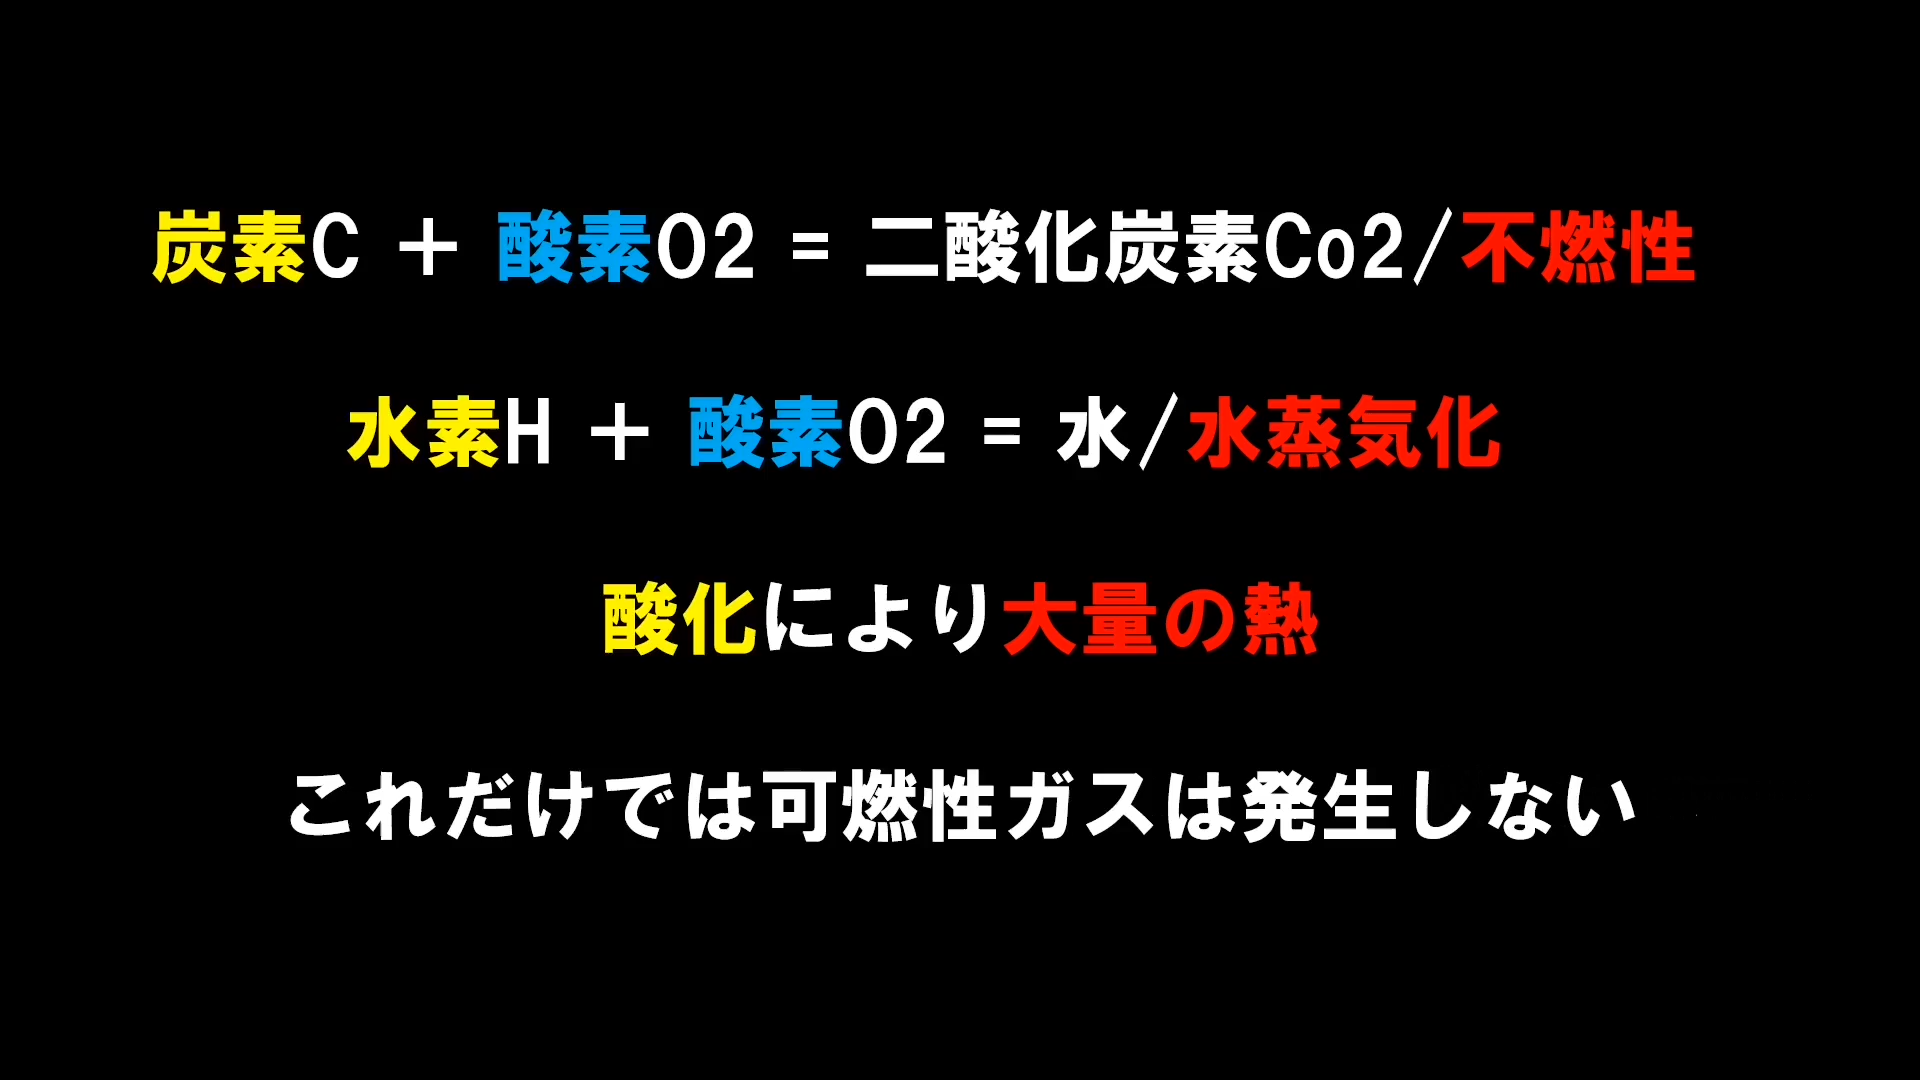 炭素C + 酸素O2 = 二酸化炭素Co2/不燃性
水素H + 酸素O2 = 水/水蒸気化
酸化により大量の熱
これだけでは可燃性ガスは発生しない